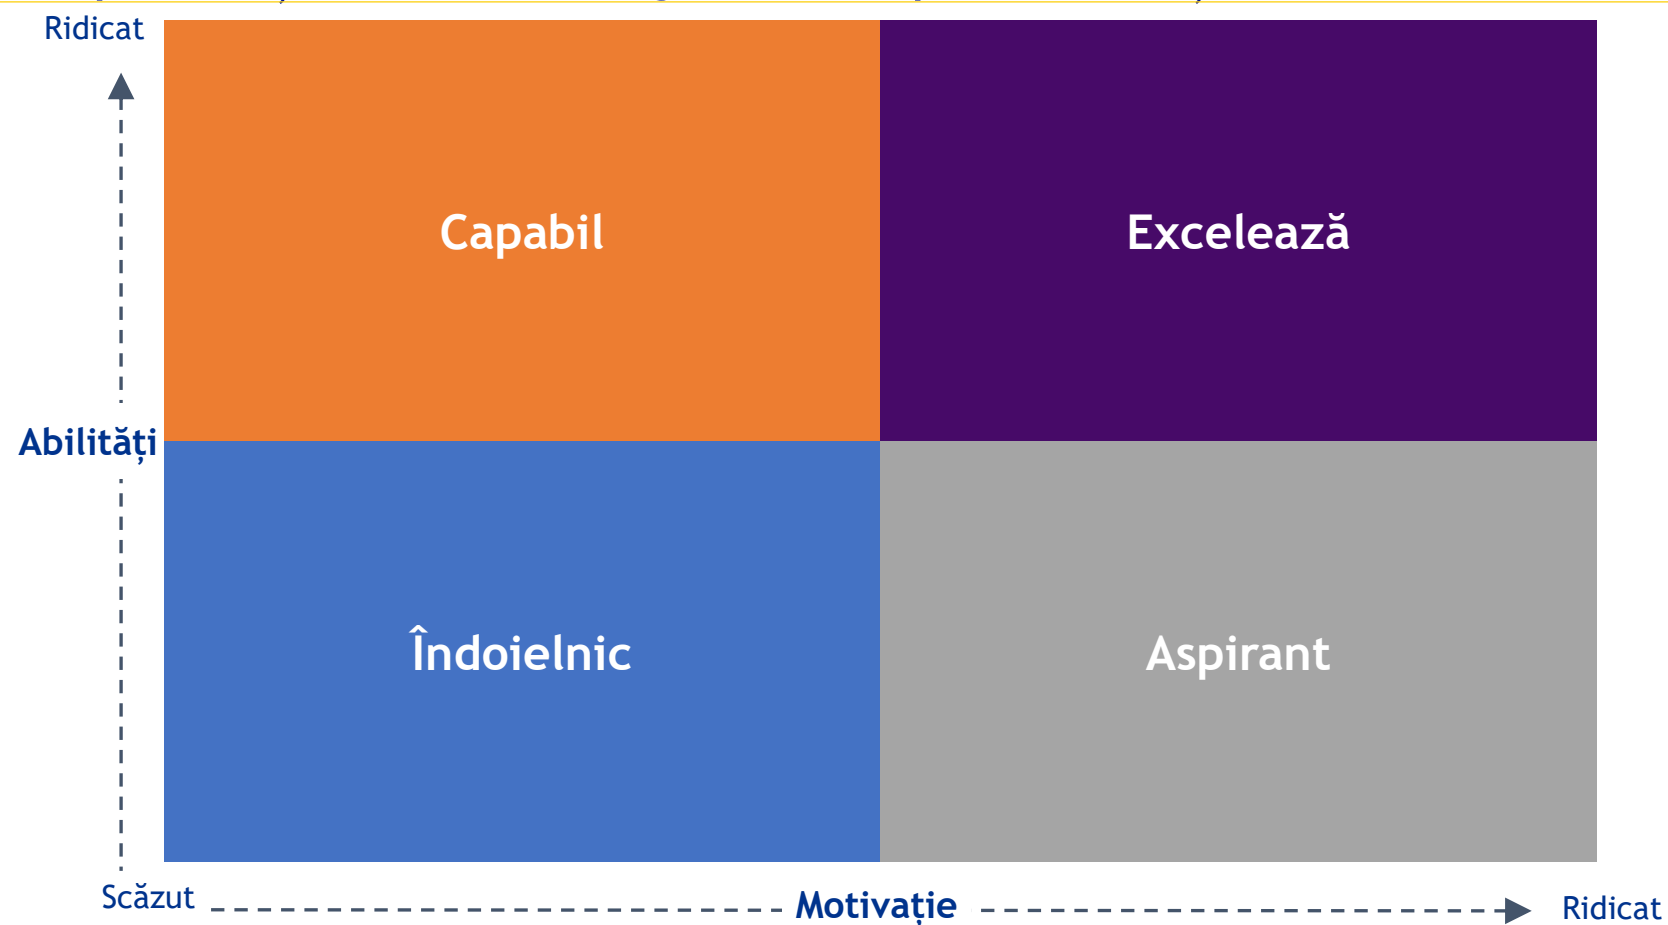 Ridicat
Capabil
Excelează
Abilități
Îndoielnic
Aspirant
Scăzut
Motivație
Ridicat